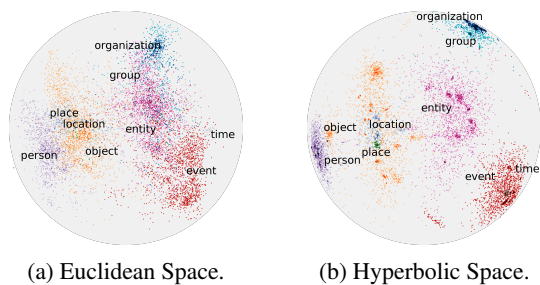 organization
group
place
location
entity
time
person
object
event
(a) Euclidean Space.
organization
group
entity
object
location
person
place
time
event
(b) Hyperbolic Space.